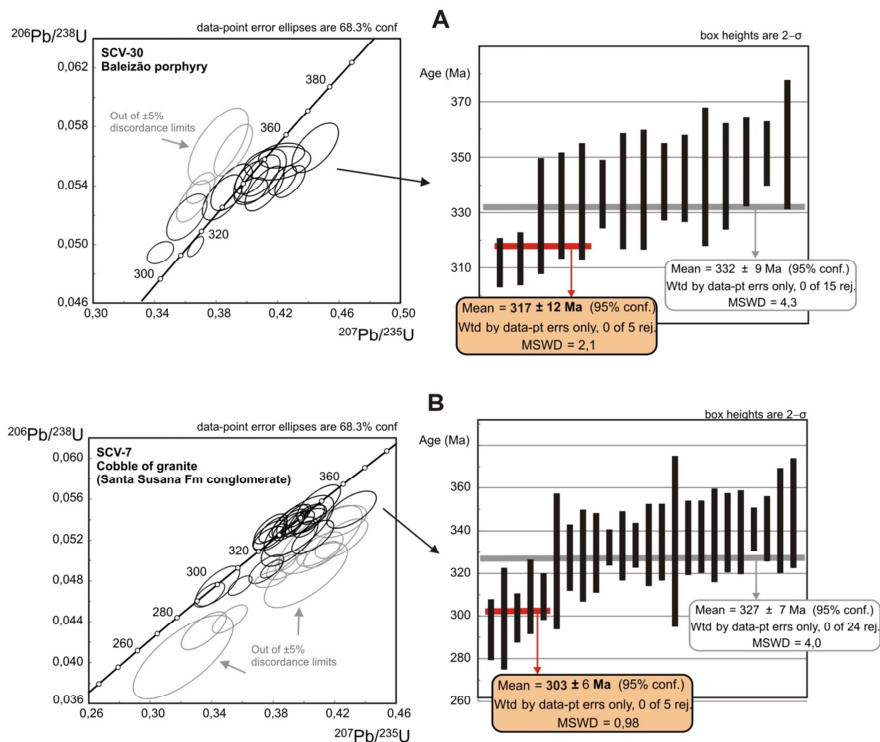 A
²⁰⁶Pb/²³⁸U
data-point error ellipses are 68.3% conf
SCV-30
Baleizão porphyry
Out of ±5%
discordance limits
0,062
0,058
0,054
0,050
0,046
380
360
320
300
0,30
0,34
0,38
0,42
0,46
0,50
²⁰⁷Pb/²³⁵U
box heights are 2-σ
Age (Ma)
370
350
330
310
Mean = 332 ± 9 Ma (95% conf.)
Wtd by data-pt errs only, 0 of 15 rej.
MSWD = 4,3
Mean = 317 ± 12 Ma (95% conf.)
Wtd by data-pt errs only, 0 of 5 rej.
MSWD = 2,1
B
²⁰⁶Pb/²³⁸U
data-point error ellipses are 68.3% conf
SCV-7
Cobble of granite
(Santa Susana Fm conglomerate)
0,060
0,056
0,052
0,048
0,044
0,040
0,036
360
320
300
280
260
Out of ±5%
discordance limits
0,26
0,30
0,34
0,38
0,42
0,46
²⁰⁷Pb/²³⁵U
box heights are 2-σ
Age (Ma)
360
340
320
300
280
260
Mean = 327 ± 7 Ma (95% conf.)
Wtd by data-pt errs only, 0 of 24 rej.
MSWD = 4,0
Mean = 303 ± 6 Ma (95% conf.)
Wtd by data-pt errs only, 0 of 5 rej.
MSWD = 0,98